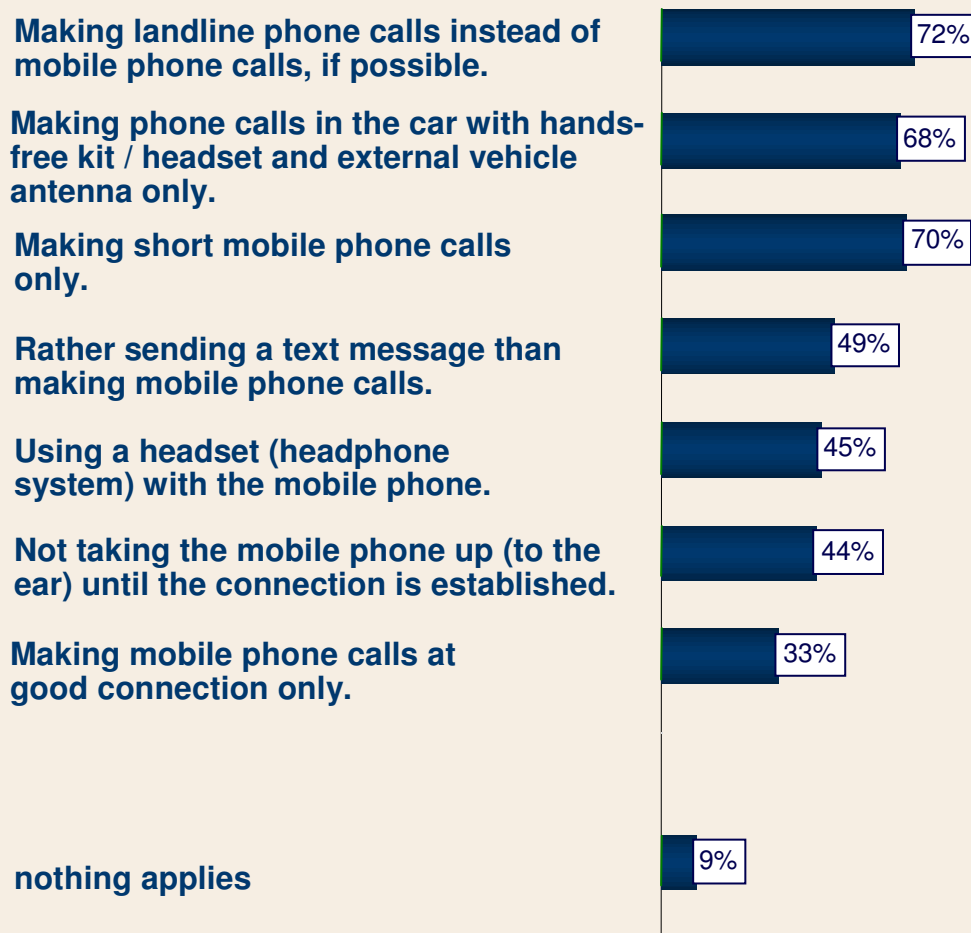 Making landline phone calls instead of
mobile phone calls, if possible.
72%
Making phone calls in the car with hands-
free kit / headset and external vehicle
antenna only.
68%
Making short mobile phone calls
only.
70%
Rather sending a text message than
making mobile phone calls.
49%
Using a headset (headphone
system) with the mobile phone.
45%
Not taking the mobile phone up (to the
ear) until the connection is established.
44%
Making mobile phone calls at
good connection only.
33%
nothing applies
9%